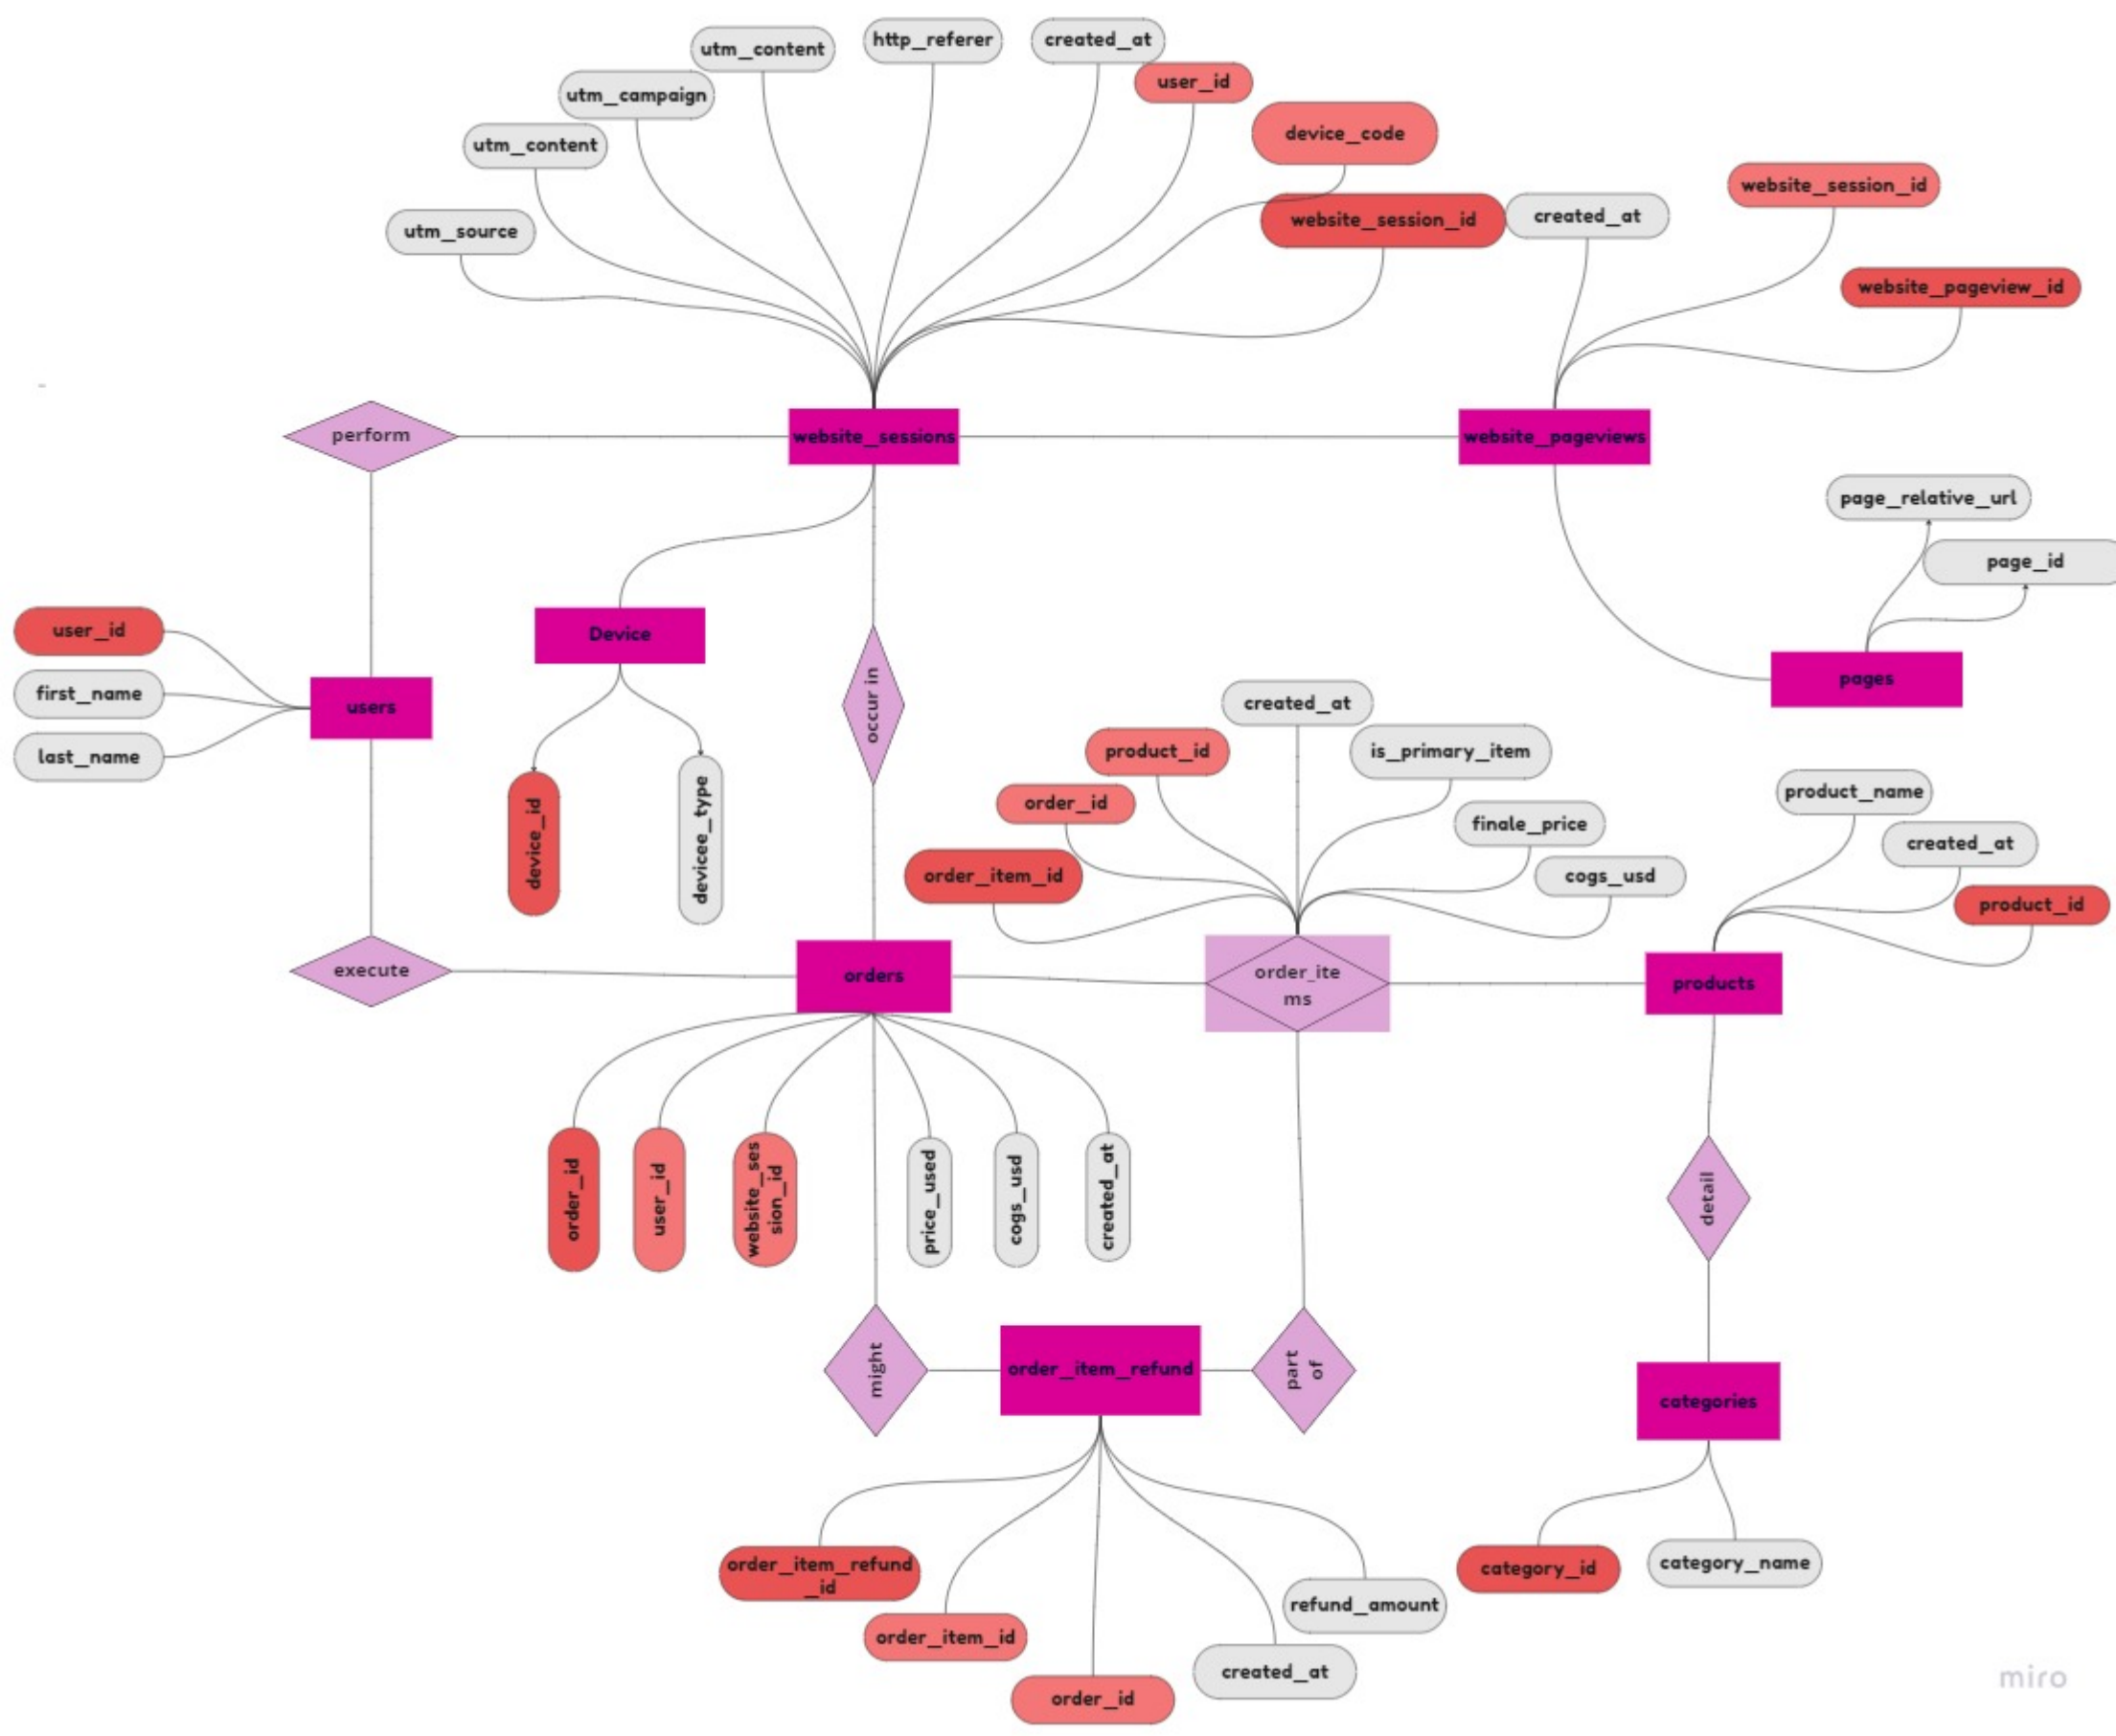 utm_content
http_referer
created_at
user_id
utm_campaign
device_code
utm_content
website_session_id
utm_source
website_session_id
created_at
website_pageview_id
perform
website_sessions
website_pageviews
page_relative_url
page_id
user_id
first_name
last_name
users
Device
occur in
pages
device_id
devicee_type
created_at
product_id
is_primary_item
order_id
finale_price
order_item_id
cogs_usd
product_name
created_at
product_id
execute
orders
order_ite
ms
products
order_id
user_id
website_ses
sion_id
price_used
cogs_usd
created_at
detail
might
order_item_refund
part
of
categories
order_item_refund
_id
order_item_id
order_id
created_at
refund_amount
category_id
category_name
miro